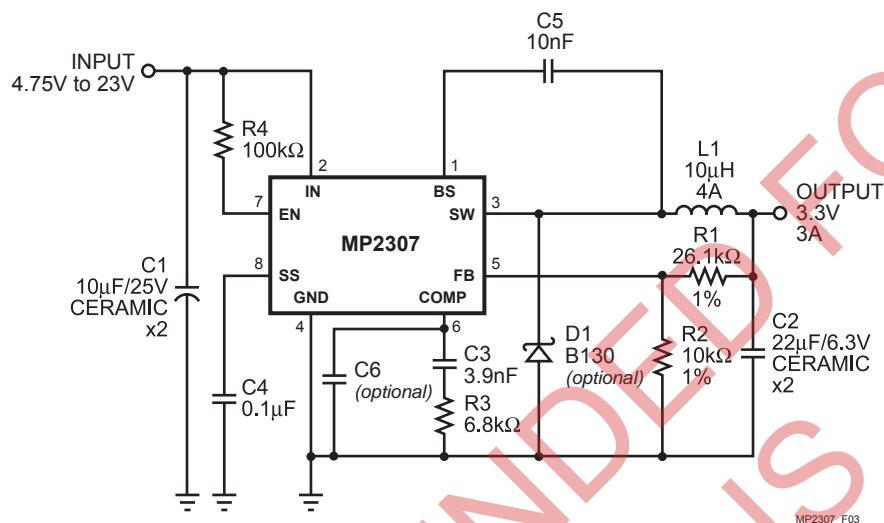 C5
10nF
INPUT
4.75V to 23V
R4
100kΩ
2
1
L1
10µH
4A
IN
BS
7
EN
SW
3
OUTPUT
3.3V
3A
MP2307
R1
26.1kΩ
1%
8
SS
FB
5
C1
10µF/25V
CERAMIC
x2
GND
COMP
4
6
C6
(optional)
C3
3.9nF
D1
B130
(optional)
R2
10kΩ
1%
C2
22µF/6.3V
CERAMIC
x2
C4
0.1µF
R3
6.8kΩ
NDED FO
NS
MP2307_F03